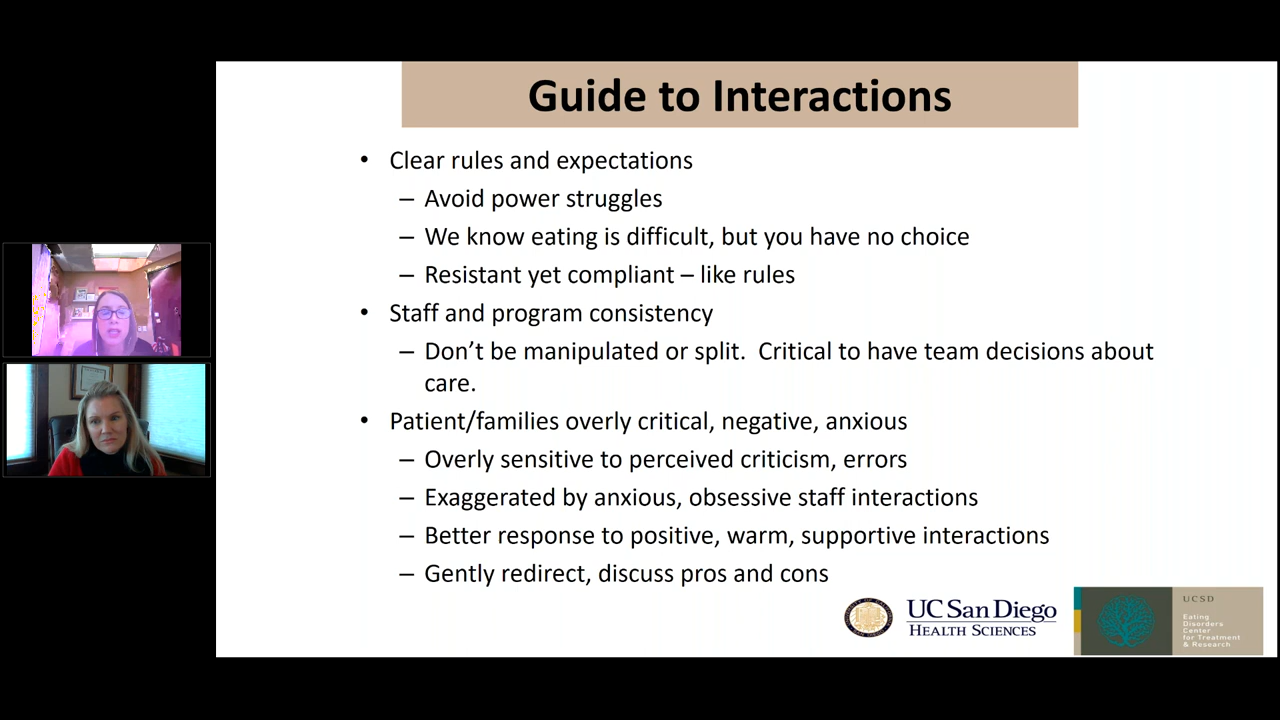 Guide to Interactions
• Clear rules and expectations
– Avoid power struggles
– We know eating is difficult, but you have no choice
– Resistant yet compliant – like rules
• Staff and program consistency
– Don’t be manipulated or split.  Critical to have team decisions about
care.
• Patient/families overly critical, negative, anxious
– Overly sensitive to perceived criticism, errors
– Exaggerated by anxious, obsessive staff interactions
– Better response to positive, warm, supportive interactions
– Gently redirect, discuss pros and cons
UC San Diego
HEALTH SCIENCES
UCSD
Eating
Disorders
Center
for Treatment
& Research